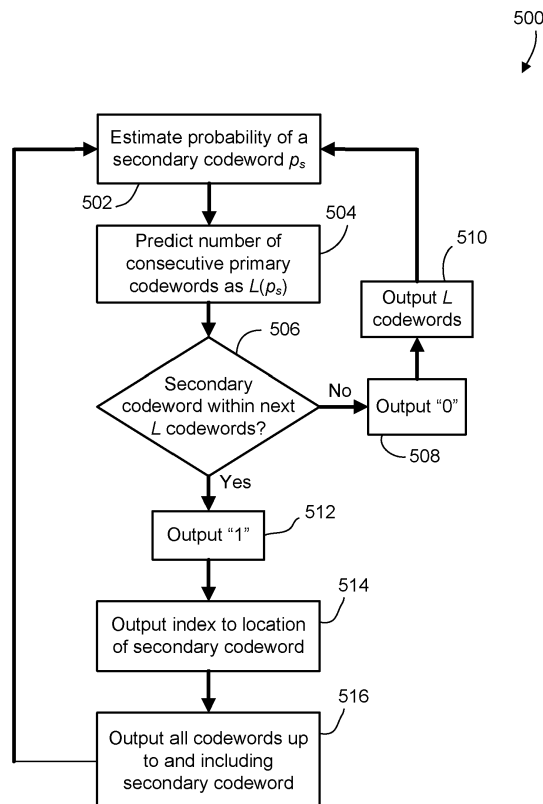 500
Estimate probability of a
secondary codeword pₛ
502
504
Predict number of
consecutive primary
codewords as L(pₛ)
510
Output L
codewords
506
Secondary
codeword within next
L codewords?
No
Output “0”
508
Yes
512
Output “1”
514
Output index to location
of secondary codeword
516
Output all codewords up
to and including
secondary codeword